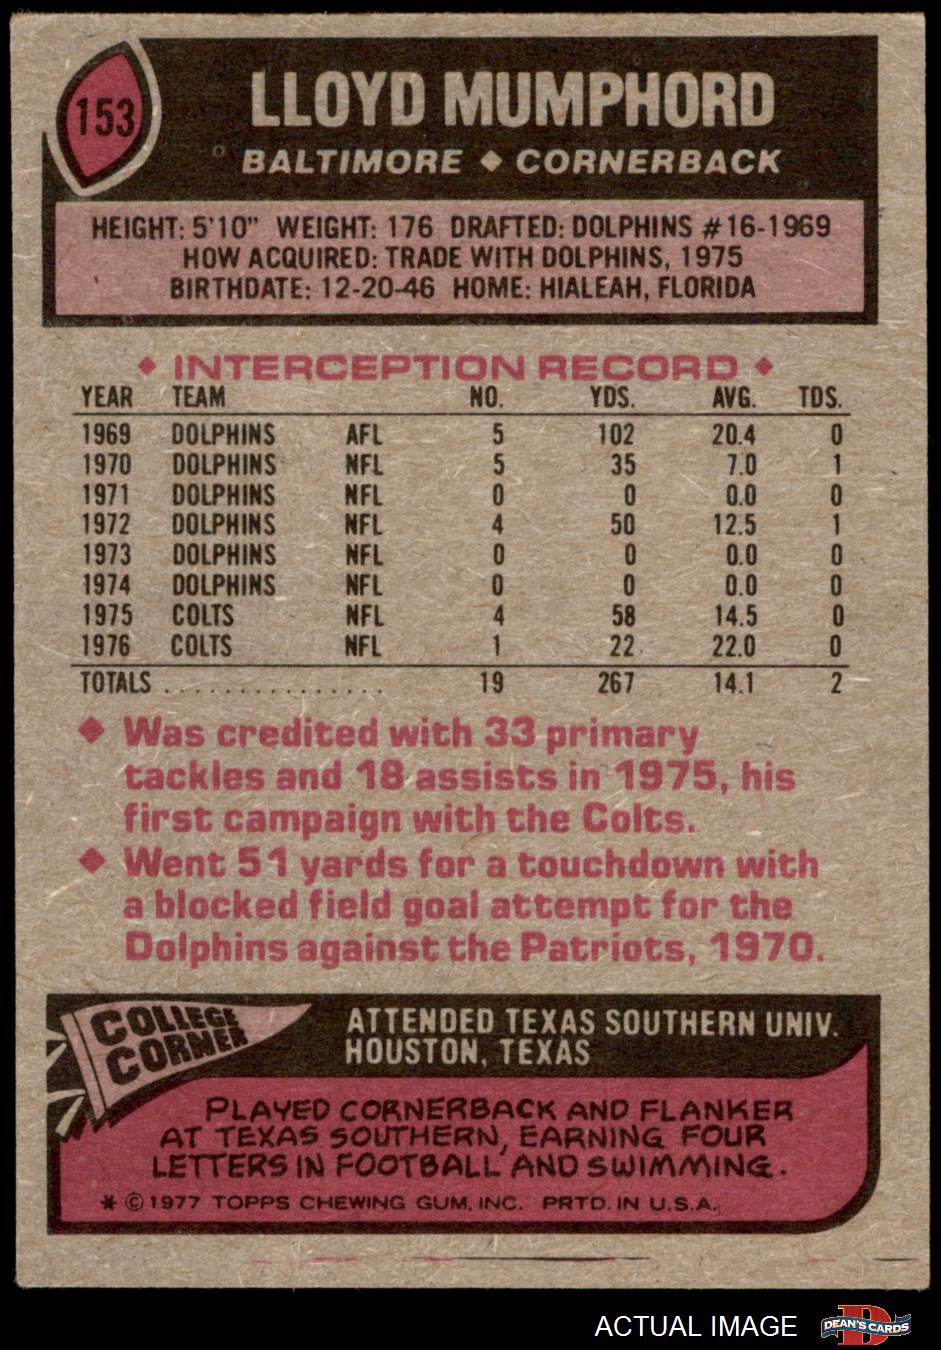 153
LLOYD MUMPHORD
BALTIMORE ◆ CORNERBACK
HEIGHT: 5'10" WEIGHT: 176 DRAFTED: DOLPHINS #16-1969
HOW ACQUIRED: TRADE WITH DOLPHINS, 1975
BIRTHDATE: 12-20-46 HOME: HIALEAH, FLORIDA
◆ INTERCEPTION RECORD ◆
YEAR TEAM NO. YDS. AVG. TDS.
1969 DOLPHINS AFL 5 102 20.4 0
1970 DOLPHINS NFL 5 35 7.0 1
1971 DOLPHINS NFL 0 0 0.0 0
1972 DOLPHINS NFL 4 50 12.5 1
1973 DOLPHINS NFL 0 0 0.0 0
1974 DOLPHINS NFL 0 0 0.0 0
1975 COLTS NFL 4 58 14.5 0
1976 COLTS NFL 1 22 22.0 0
TOTALS ................ 19 267 14.1 2
◆ Was credited with 33 primary
tackles and 18 assists in 1975, his
first campaign with the Colts.
◆ Went 51 yards for a touchdown with
a blocked field goal attempt for the
Dolphins against the Patriots, 1970.
COLLEGE
CORNER
ATTENDED TEXAS SOUTHERN UNIV.
HOUSTON, TEXAS
PLAYED CORNERBACK AND FLANKER
AT TEXAS SOUTHERN, EARNING FOUR
LETTERS IN FOOTBALL AND SWIMMING.
* © 1977 TOPPS CHEWING GUM, INC. PRTD. IN U.S.A.
ACTUAL IMAGE
D
DEAN'S CARDS